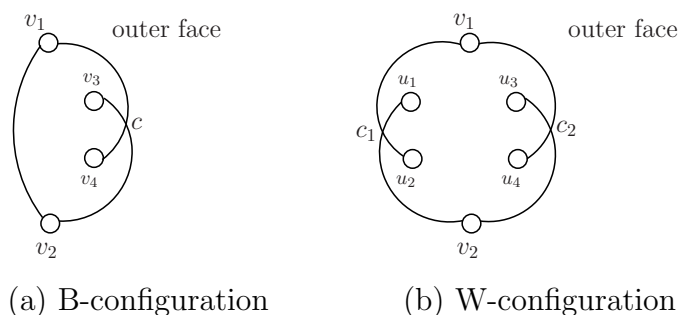 v₁ outer face v₁ outer face
v₃ u₁ u₃
c c₁ c₂
v₄ u₂ u₄
v₂ v₂
(a) B-configuration (b) W-configuration